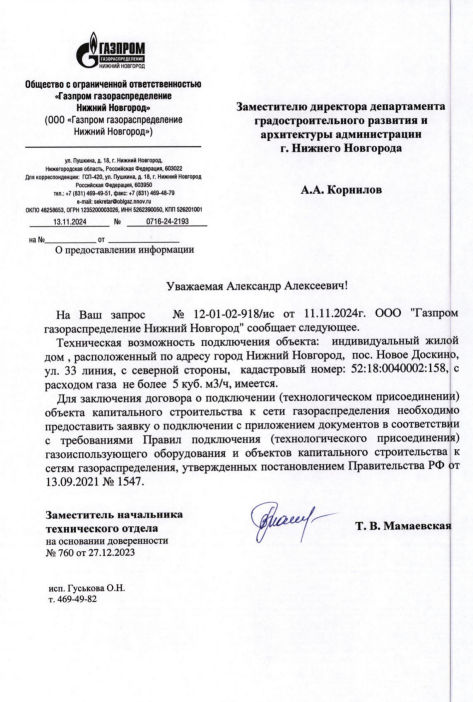 ГАЗПРОМ
ГАЗОРАСПРЕДЕЛЕНИЕ
НИЖНИЙ НОВГОРОД
Общество с ограниченной ответственностью
«Газпром газораспределение
Нижний Новгород»
(ООО «Газпром газораспределение
Нижний Новгород»)
ул. Пушкина, д. 18, г. Нижний Новгород,
Нижегородская область, Российская Федерация, 603022
Для корреспонденции: ГСП-420, ул. Пушкина, д. 18, г. Нижний Новгород
Российская Федерация, 603950
тел.: +7 (831) 469-49-51, факс: +7 (831) 469-48-79
e-mail: sekretar@oblgaz.nnov.ru
ОКПО 48258653, ОГРН 1235200003026, ИНН 5262390050, КПП 526201001
13.11.2024 № 0716-24-2193
на № от
О предоставлении информации
Заместителю директора департамента
градостроительного развития и
архитектуры администрации
г. Нижнего Новгорода
А.А. Корнилов
Уважаемая Александр Алексеевич!
На Ваш запрос № 12-01-02-918/ис от 11.11.2024г. ООО "Газпром
газораспределение Нижний Новгород" сообщает следующее.
Техническая возможность подключения объекта: индивидуальный жилой
дом , расположенный по адресу город Нижний Новгород, пос. Новое Доскино,
ул. 33 линия, с северной стороны, кадастровый номер: 52:18:0040002:158, с
расходом газа не более 5 куб. м3/ч, имеется.
Для заключения договора о подключении (технологическом присоединении)
объекта капитального строительства к сети газораспределения необходимо
предоставить заявку о подключении с приложением документов в соответствии
с требованиями Правил подключения (технологического присоединения)
газоиспользующего оборудования и объектов капитального строительства к
сетям газораспределения, утвержденных постановлением Правительства РФ от
13.09.2021 № 1547.
Заместитель начальника
технического отдела
на основании доверенности
№ 760 от 27.12.2023
Т. В. Мамаевская
исп. Гуськова О.Н.
т. 469-49-82